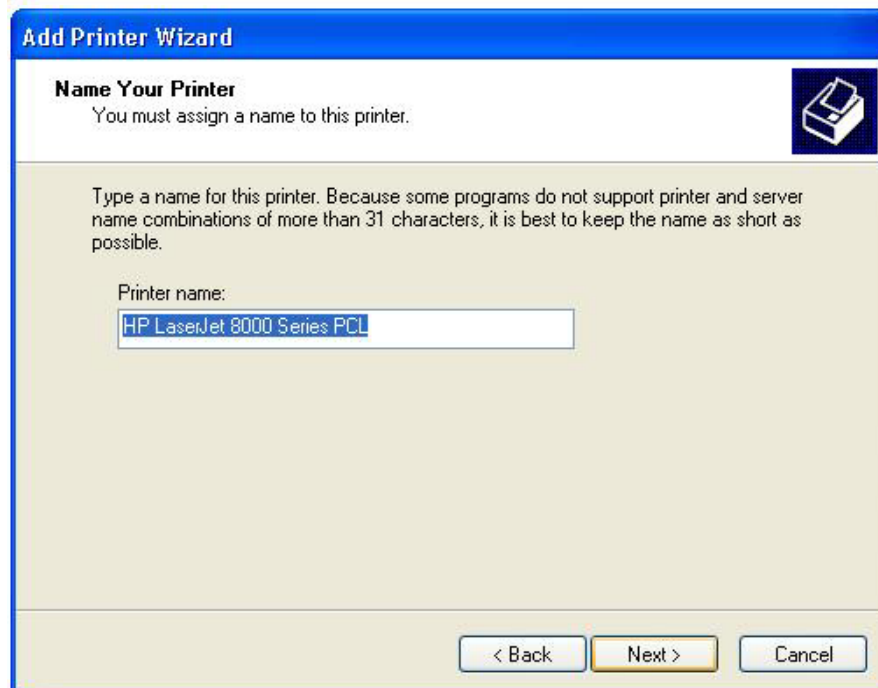 Add Printer Wizard
Name Your Printer
You must assign a name to this printer.
Type a name for this printer. Because some programs do not support printer and server
name combinations of more than 31 characters, it is best to keep the name as short as
possible.
Printer name:
HP LaserJet 8000 Series PCL
< Back Next > Cancel